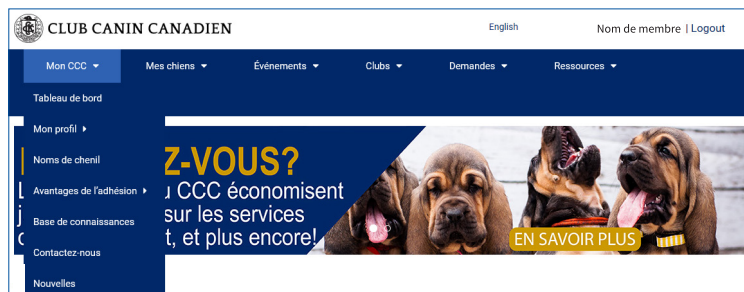 CLUB CANIN CANADIEN
English
Nom de membre | Logout
Mon CCC
Mes chiens
Événements
Clubs
Demandes
Ressources
Tableau de bord
Mon profil
Noms de chenil
Avantages de l'adhésion
Base de connaissances
Contactez-nous
Nouvelles
Z-VOUS?
CCC économisent
sur les services
t, et plus encore!
EN SAVOIR PLUS